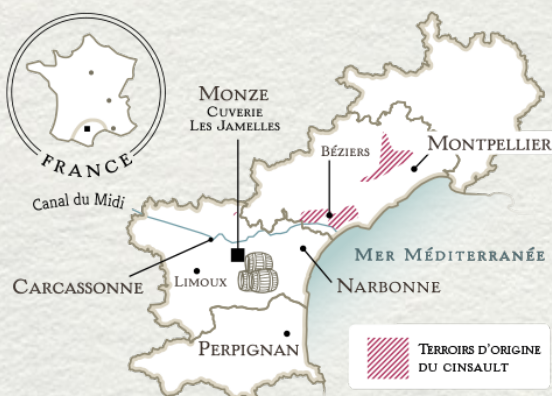 FRANCE
Canal du Midi
MONZE
CUVERIE
LES JAMELLES
BÉZIERS
MONTPELLIER
MER MÉDITERRANÉE
CARCASSONNE
LIMOUX
NARBONNE
PERPIGNAN
TERROIRS D'ORIGINE
DU CINSAULT